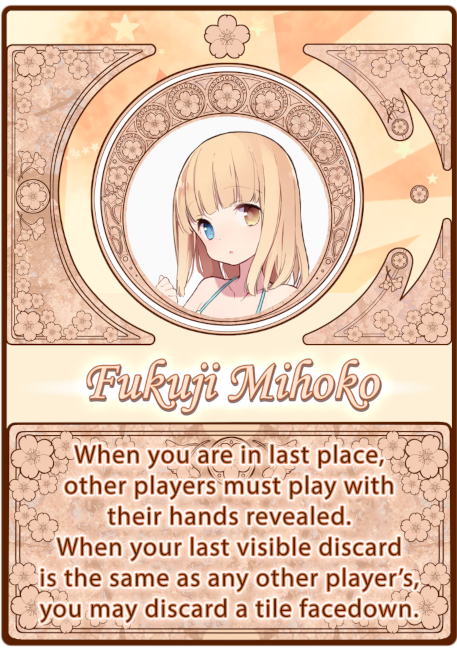 Fukuji Mihoko
When you are in last place,
other players must play with
their hands revealed.
When your last visible discard
is the same as any other player's,
you may discard a tile facedown.